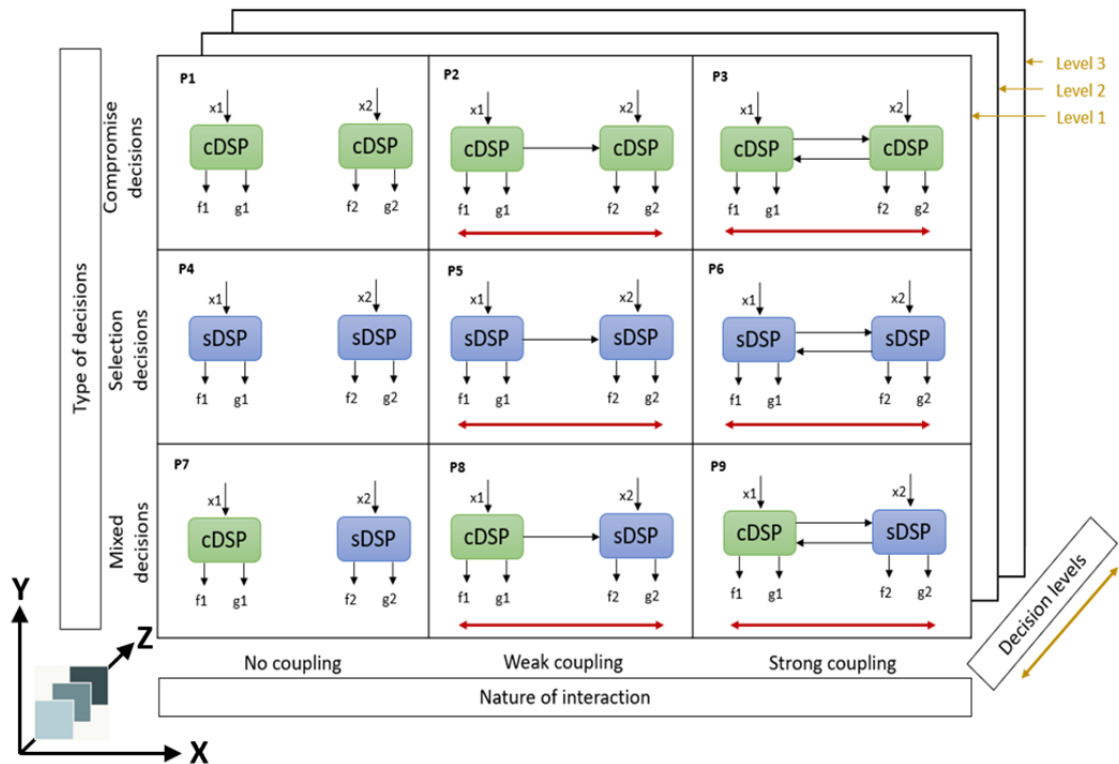 Level 3
Level 2
Level 1
Type of decisions
Compromise
decisions
P1
x1
x2
cDSP
cDSP
f1
g1
f2
g2
P2
x1
x2
cDSP
cDSP
f1
g1
f2
g2
P3
x1
x2
cDSP
cDSP
f1
g1
f2
g2
Selection
decisions
P4
x1
x2
sDSP
sDSP
f1
g1
f2
g2
P5
x1
x2
sDSP
sDSP
f1
g1
f2
g2
P6
x1
x2
sDSP
sDSP
f1
g1
f2
g2
Mixed
decisions
P7
x1
x2
cDSP
sDSP
f1
g1
f2
g2
P8
x1
x2
cDSP
sDSP
f1
g1
f2
g2
P9
x1
x2
cDSP
sDSP
f1
g1
f2
g2
Decision levels
Y
Z
X
No coupling
Weak coupling
Strong coupling
Nature of interaction